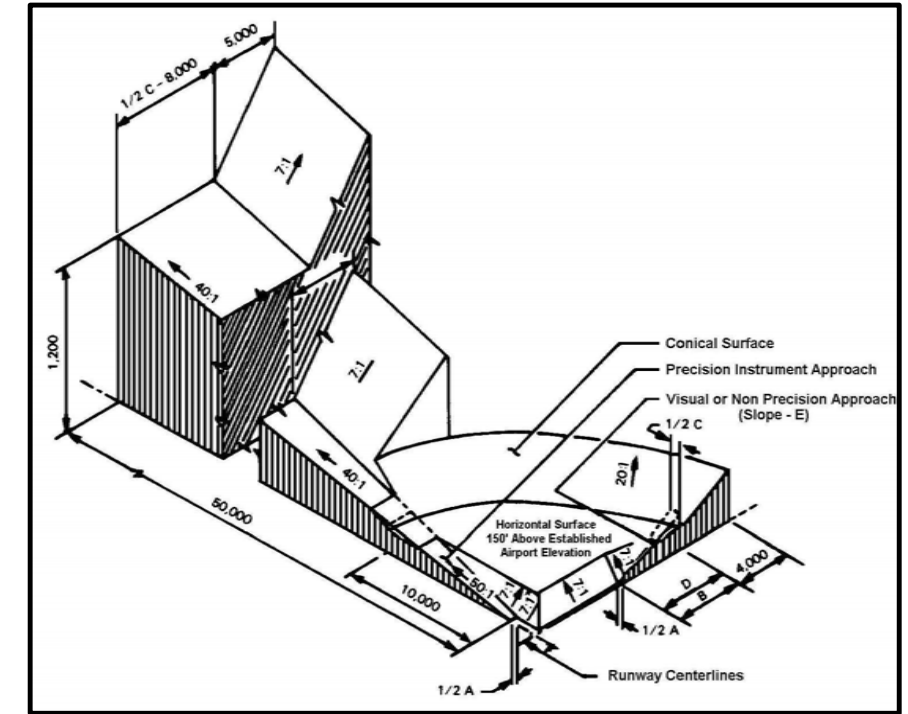 5,000
1/2 C - 8,000
7:1
40:1
1,200
7:1
Conical Surface
Precision Instrument Approach
Visual or Non Precision Approach
(Slope - E)
1/2 C
20:1
40:1
50,000
Horizontal Surface
150' Above Established
Airport Elevation
50:1
7:1
7:1
7:1
7:1
10,000
4,000
D
B
1/2 A
Runway Centerlines
1/2 A